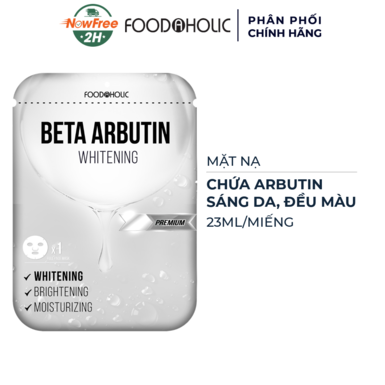 NowFree
2H
FOODAHOLIC
PHÂN PHỐI
CHÍNH HÃNG
FOODAHOLIC
BETA ARBUTIN
WHITENING
PREMIUM
x1
WHITENING
BRIGHTENING
MOISTURIZING
MẶT NẠ
CHỨA ARBUTIN
SÁNG DA, ĐỀU MÀU
23ML/MIẾNG